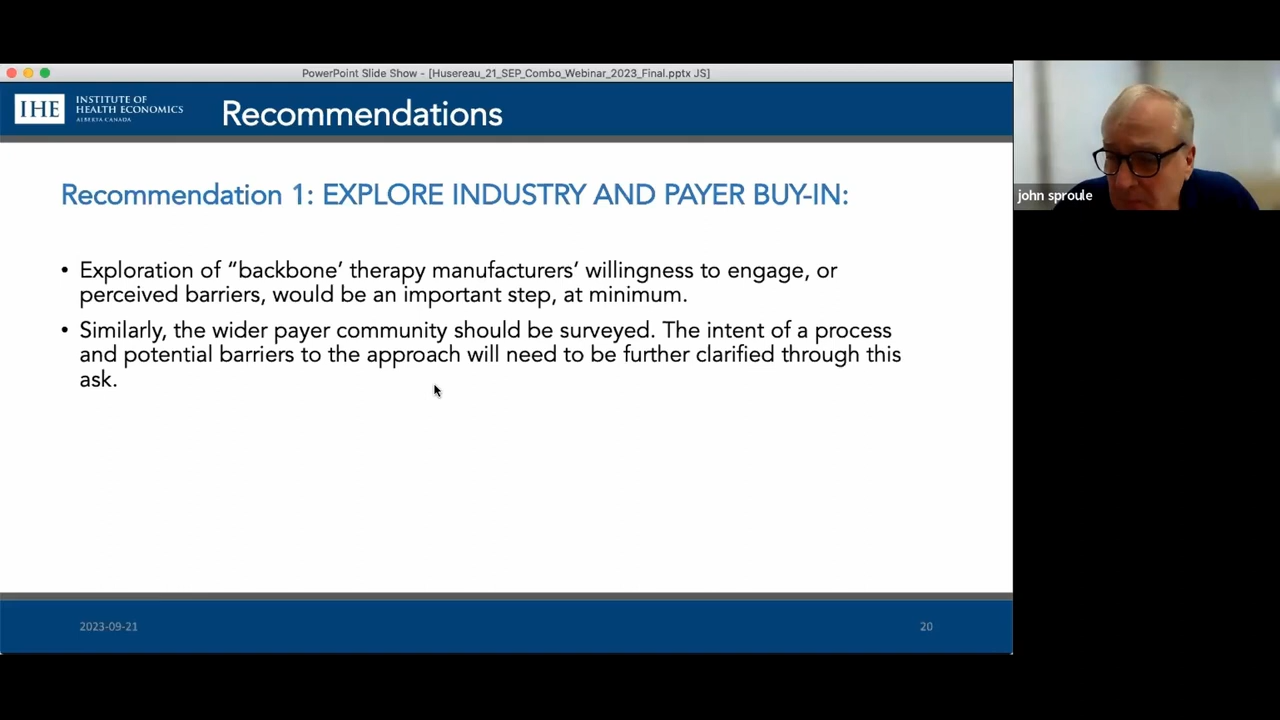 PowerPoint Slide Show - [Husereau_21_SEP_Combo_Webinar_2023_Final.pptx JS]
IHE
INSTITUTE OF
HEALTH ECONOMICS
ALBERTA CANADA
Recommendations
john sproule
Recommendation 1: EXPLORE INDUSTRY AND PAYER BUY-IN:
• Exploration of “backbone’ therapy manufacturers’ willingness to engage, or
perceived barriers, would be an important step, at minimum.
• Similarly, the wider payer community should be surveyed. The intent of a process
and potential barriers to the approach will need to be further clarified through this
ask.
2023-09-21
20